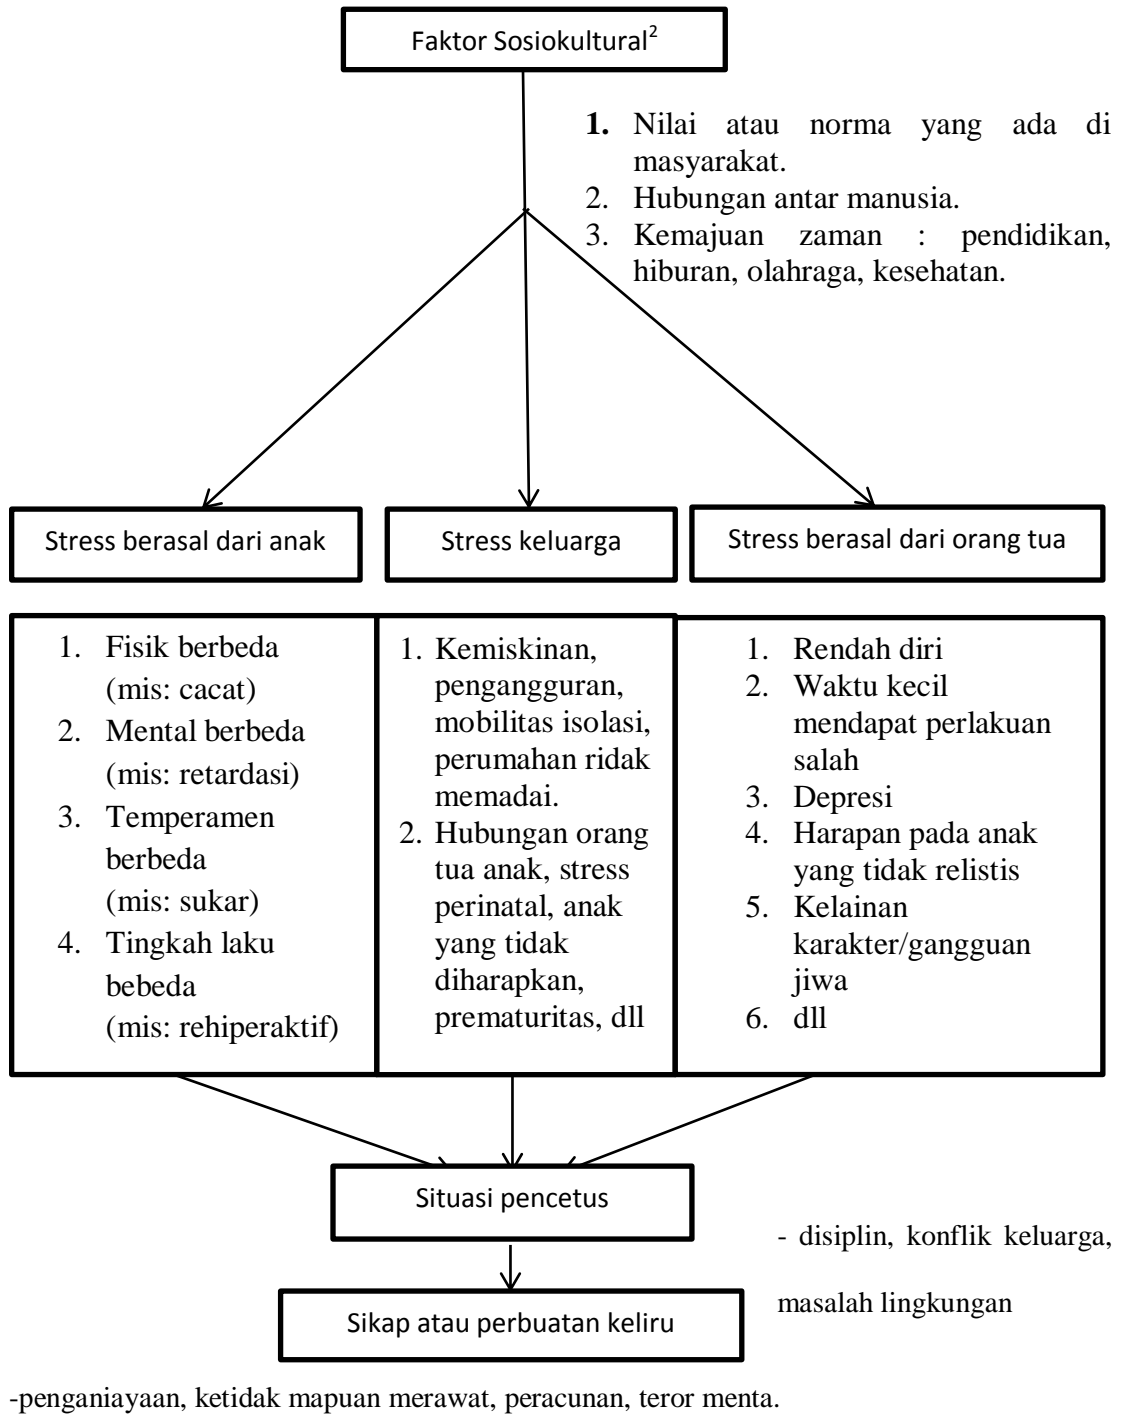 Faktor Sosiokultural²
1. Nilai atau norma yang ada di
masyarakat.
2. Hubungan antar manusia.
3. Kemajuan zaman : pendidikan,
hiburan, olahraga, kesehatan.
Stress berasal dari anak
Stress keluarga
Stress berasal dari orang tua
1. Fisik berbeda
(mis: cacat)
2. Mental berbeda
(mis: retardasi)
3. Temperamen
berbeda
(mis: sukar)
4. Tingkah laku
bebeda
(mis: rehiperaktif)
1. Kemiskinan,
pengangguran,
mobilitas isolasi,
perumahan ridak
memadai.
2. Hubungan orang
tua anak, stress
perinatal, anak
yang tidak
diharapkan,
prematuritas, dll
1. Rendah diri
2. Waktu kecil
mendapat perlakuan
salah
3. Depresi
4. Harapan pada anak
yang tidak relistis
5. Kelainan
karakter/gangguan
jiwa
6. dll
Situasi pencetus
- disiplin, konflik keluarga,
masalah lingkungan
Sikap atau perbuatan keliru
-penganiayaan, ketidak mapuan merawat, peracunan, teror menta.